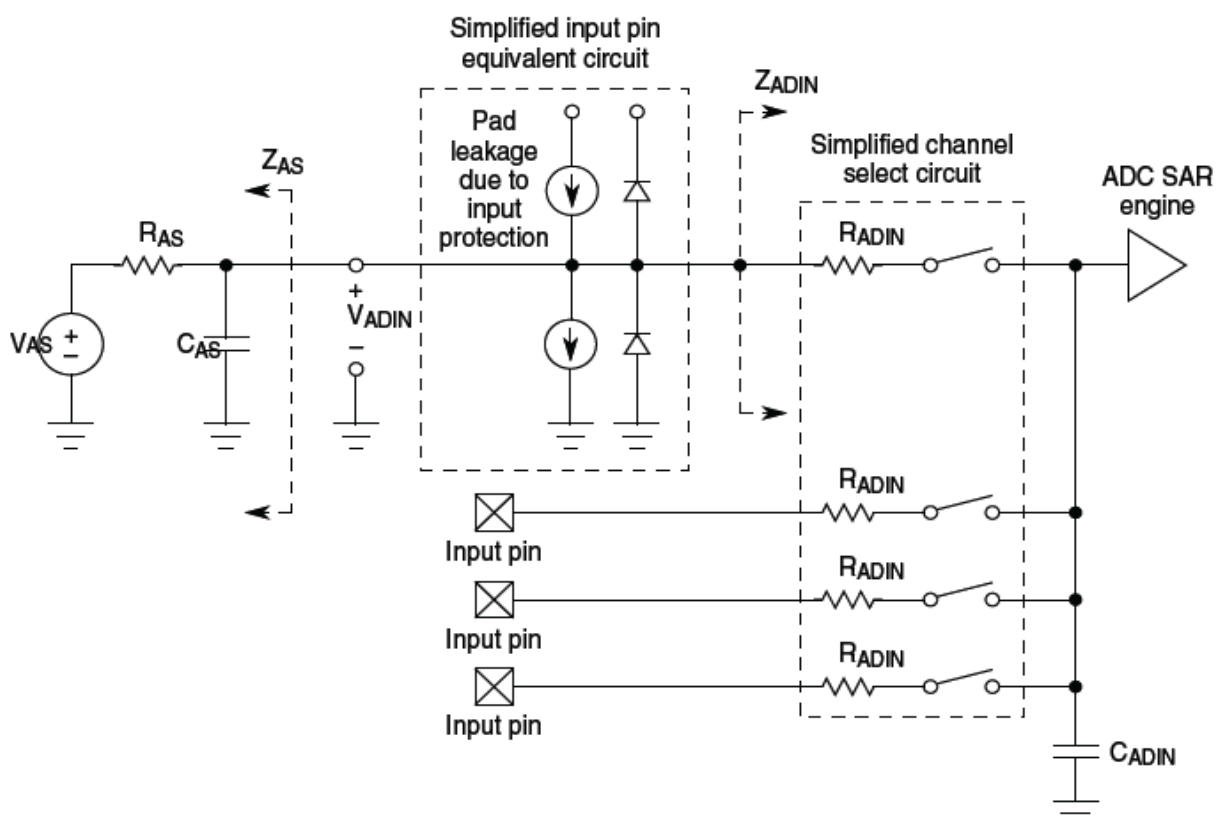 Simplified input pin
equivalent circuit
Pad
leakage
due to
input
protection
ZADIN
Simplified channel
select circuit
ADC SAR
engine
ZAS
RAS
RADIN
+
VADIN
−
VAS
+
−
CAS
RADIN
Input pin
RADIN
Input pin
RADIN
Input pin
CADIN